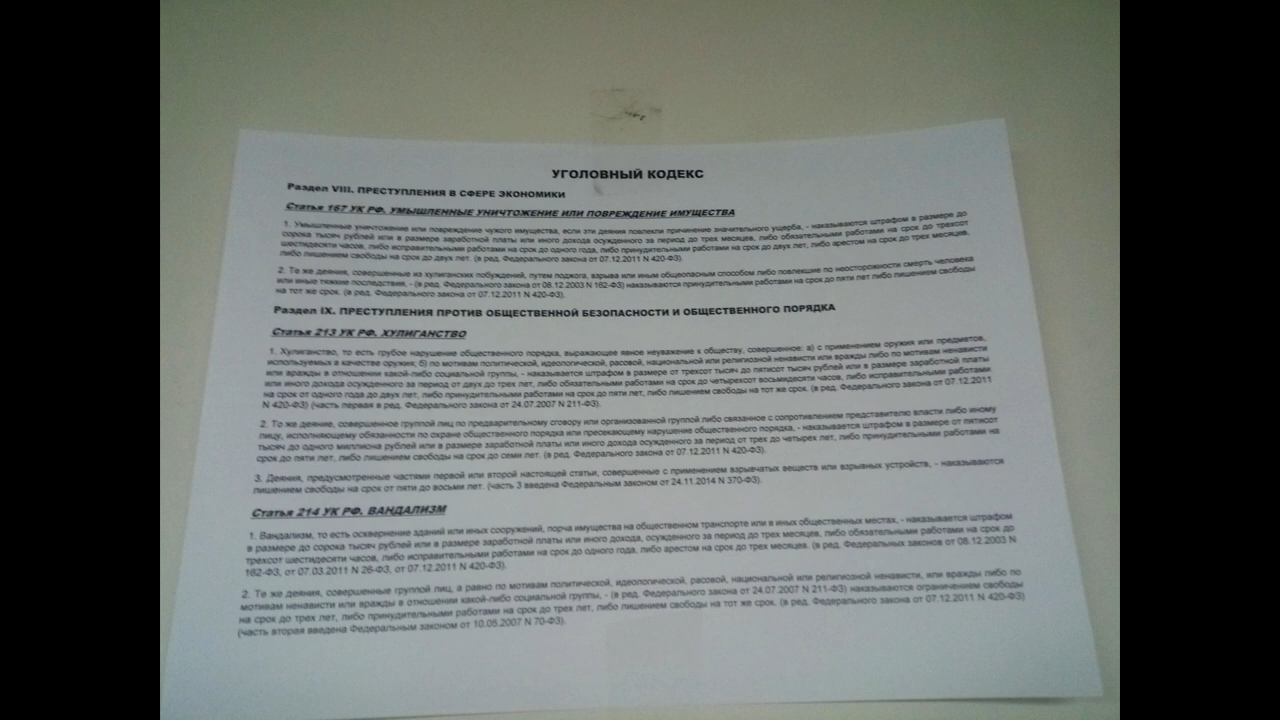 УГОЛОВНЫЙ КОДЕКС
Раздел VIII. ПРЕСТУПЛЕНИЯ В СФЕРЕ ЭКОНОМИКИ
Статья 167 УК РФ. УМЫШЛЕННЫЕ УНИЧТОЖЕНИЕ ИЛИ ПОВРЕЖДЕНИЕ ИМУЩЕСТВА
1. Умышленные уничтожение или повреждение чужого имущества, если эти деяния повлекли причинение значительного ущерба, - наказываются штрафом в размере до
сорока тысяч рублей или в размере заработной платы или иного дохода осужденного за период до трех месяцев, либо обязательными работами на срок до трехсот
шестидесяти часов, либо исправительными работами на срок до одного года, либо принудительными работами на срок до двух лет, либо арестом на срок до трех месяцев,
либо лишением свободы на срок до двух лет. (в ред. Федерального закона от 07.12.2011 N 420-ФЗ).
2. Те же деяния, совершенные из хулиганских побуждений, путем поджога, взрыва или иным общеопасным способом либо повлекшие по неосторожности смерть человека
или иные тяжкие последствия, - (в ред. Федерального закона от 08.12.2003 N 162-ФЗ) наказываются принудительными работами на срок до пяти лет либо лишением свободы
на тот же срок. (в ред. Федерального закона от 07.12.2011 N 420-ФЗ).
Раздел IX. ПРЕСТУПЛЕНИЯ ПРОТИВ ОБЩЕСТВЕННОЙ БЕЗОПАСНОСТИ И ОБЩЕСТВЕННОГО ПОРЯДКА
Статья 213 УК РФ. ХУЛИГАНСТВО
1. Хулиганство, то есть грубое нарушение общественного порядка, выражающее явное неуважение к обществу, совершенное: а) с применением оружия или предметов,
используемых в качестве оружия; б) по мотивам политической, идеологической, расовой, национальной или религиозной ненависти или вражды либо по мотивам ненависти
или вражды в отношении какой-либо социальной группы, - наказывается штрафом в размере от трехсот тысяч до пятисот тысяч рублей или в размере заработной платы
или иного дохода осужденного за период от двух до трех лет, либо обязательными работами на срок до четырехсот восьмидесяти часов, либо исправительными работами
на срок от одного года до двух лет, либо принудительными работами на срок до пяти лет, либо лишением свободы на тот же срок. (в ред. Федерального закона от 07.12.2011
N 420-ФЗ) (часть первая в ред. Федерального закона от 24.07.2007 N 211-ФЗ).
2. То же деяние, совершенное группой лиц по предварительному сговору или организованной группой либо связанное с сопротивлением представителю власти либо иному
лицу, исполняющему обязанности по охране общественного порядка или пресекающему нарушение общественного порядка, - наказывается штрафом в размере от пятисот
тысяч до одного миллиона рублей или в размере заработной платы или иного дохода осужденного за период от трех до четырех лет, либо принудительными работами на
срок до пяти лет, либо лишением свободы на срок до семи лет. (в ред. Федерального закона от 07.12.2011 N 420-ФЗ).
3. Деяния, предусмотренные частями первой или второй настоящей статьи, совершенные с применением взрывчатых веществ или взрывных устройств, - наказываются
лишением свободы на срок от пяти до восьми лет. (часть 3 введена Федеральным законом от 24.11.2014 N 370-ФЗ).
Статья 214 УК РФ. ВАНДАЛИЗМ
1. Вандализм, то есть осквернение зданий или иных сооружений, порча имущества на общественном транспорте или в иных общественных местах, - наказывается штрафом
в размере до сорока тысяч рублей или в размере заработной платы или иного дохода, осужденного за период до трех месяцев, либо обязательными работами на срок до
трехсот шестидесяти часов, либо исправительными работами на срок до одного года, либо арестом на срок до трех месяцев. (в ред. Федеральных законов от 08.12.2003 N
162-ФЗ, от 07.03.2011 N 26-ФЗ, от 07.12.2011 N 420-ФЗ).
2. Те же деяния, совершенные группой лиц, а равно по мотивам политической, идеологической, расовой, национальной или религиозной ненависти, или вражды либо по
мотивам ненависти или вражды в отношении какой-либо социальной группы, - (в ред. Федерального закона от 24.07.2007 N 211-ФЗ) наказываются ограничением свободы
на срок до трех лет, либо принудительными работами на срок до трех лет, либо лишением свободы на тот же срок. (в ред. Федерального закона от 07.12.2011 N 420-ФЗ)
(часть вторая введена Федеральным законом от 10.05.2007 N 70-ФЗ).